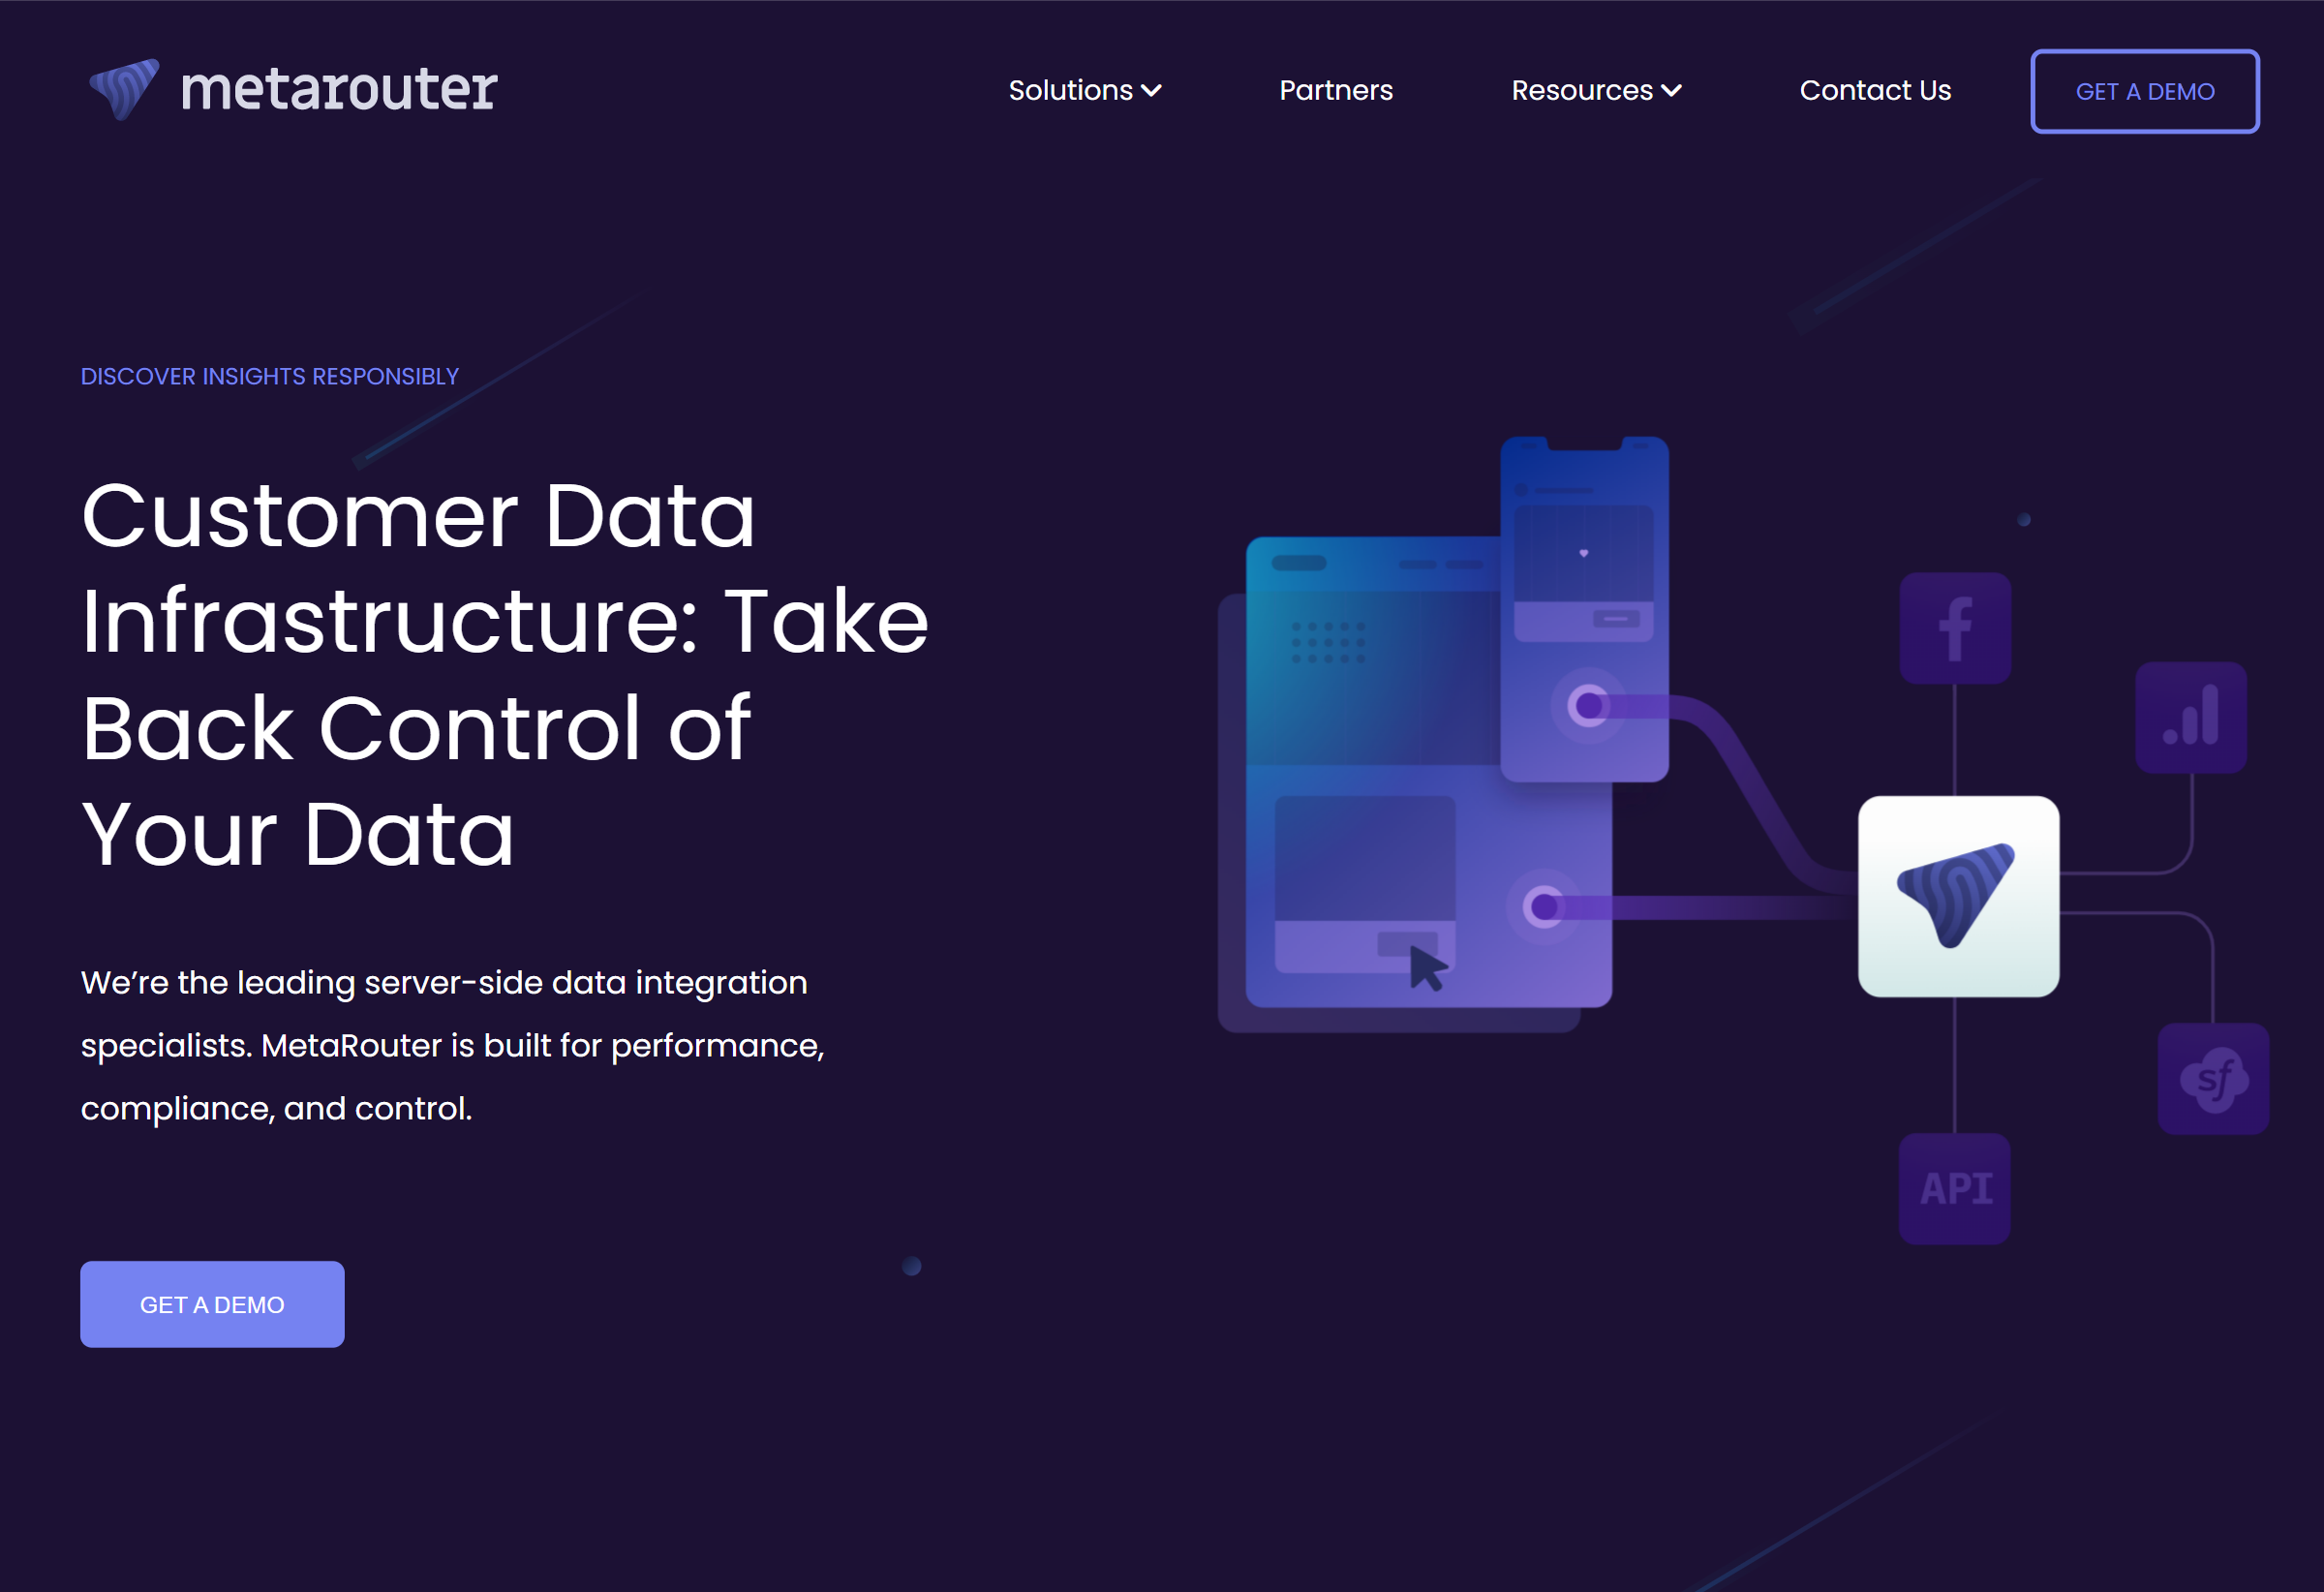 metarouter
Solutions
Partners
Resources
Contact Us
GET A DEMO
DISCOVER INSIGHTS RESPONSIBLY
Customer Data
Infrastructure: Take
Back Control of
Your Data
We’re the leading server-side data integration
specialists. MetaRouter is built for performance,
compliance, and control.
GET A DEMO
f
sf
API